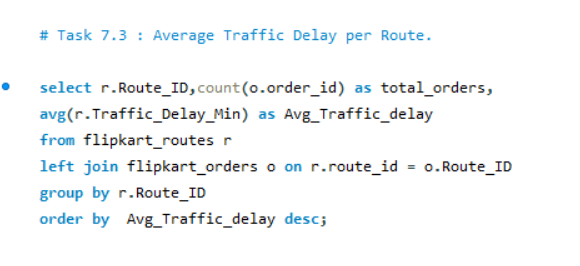 # Task 7.3 : Average Traffic Delay per Route.
select r.Route_ID,count(o.order_id) as total_orders,
avg(r.Traffic_Delay_Min) as Avg_Traffic_delay
from flipkart_routes r
left join flipkart_orders o on r.route_id = o.Route_ID
group by r.Route_ID
order by  Avg_Traffic_delay desc;